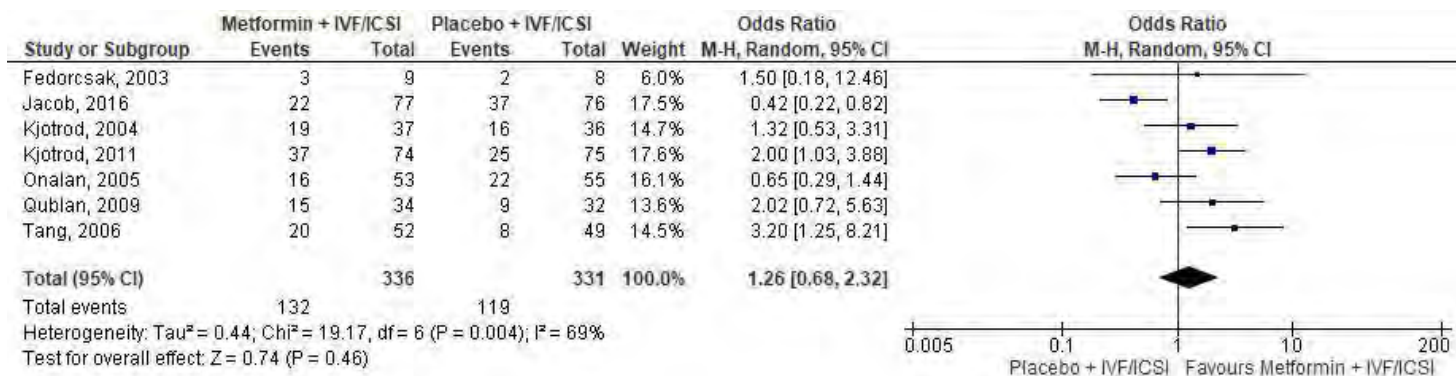 Metformin + IVF/ICSI Placebo + IVF/ICSI Odds Ratio Odds Ratio
Study or Subgroup Events Total Events Total Weight M-H, Random, 95% CI M-H, Random, 95% CI
Fedorcsak, 2003 3 9 2 8 6.0% 1.50 [0.18, 12.46]
Jacob, 2016 22 77 37 76 17.5% 0.42 [0.22, 0.82]
Kjotrod, 2004 19 37 16 36 14.7% 1.32 [0.53, 3.31]
Kjotrod, 2011 37 74 25 75 17.6% 2.00 [1.03, 3.88]
Onalan, 2005 16 53 22 55 16.1% 0.65 [0.29, 1.44]
Qublan, 2009 15 34 9 32 13.6% 2.02 [0.72, 5.63]
Tang, 2006 20 52 8 49 14.5% 3.20 [1.25, 8.21]
Total (95% CI) 336 331 100.0% 1.26 [0.68, 2.32]
Total events 132 119
Heterogeneity: Tau² = 0.44; Chi² = 19.17, df = 6 (P = 0.004); I² = 69%
Test for overall effect: Z = 0.74 (P = 0.46)
0.005 0.1 1 10 200
Placebo + IVF/ICSI Favours Metformin + IVF/ICSI